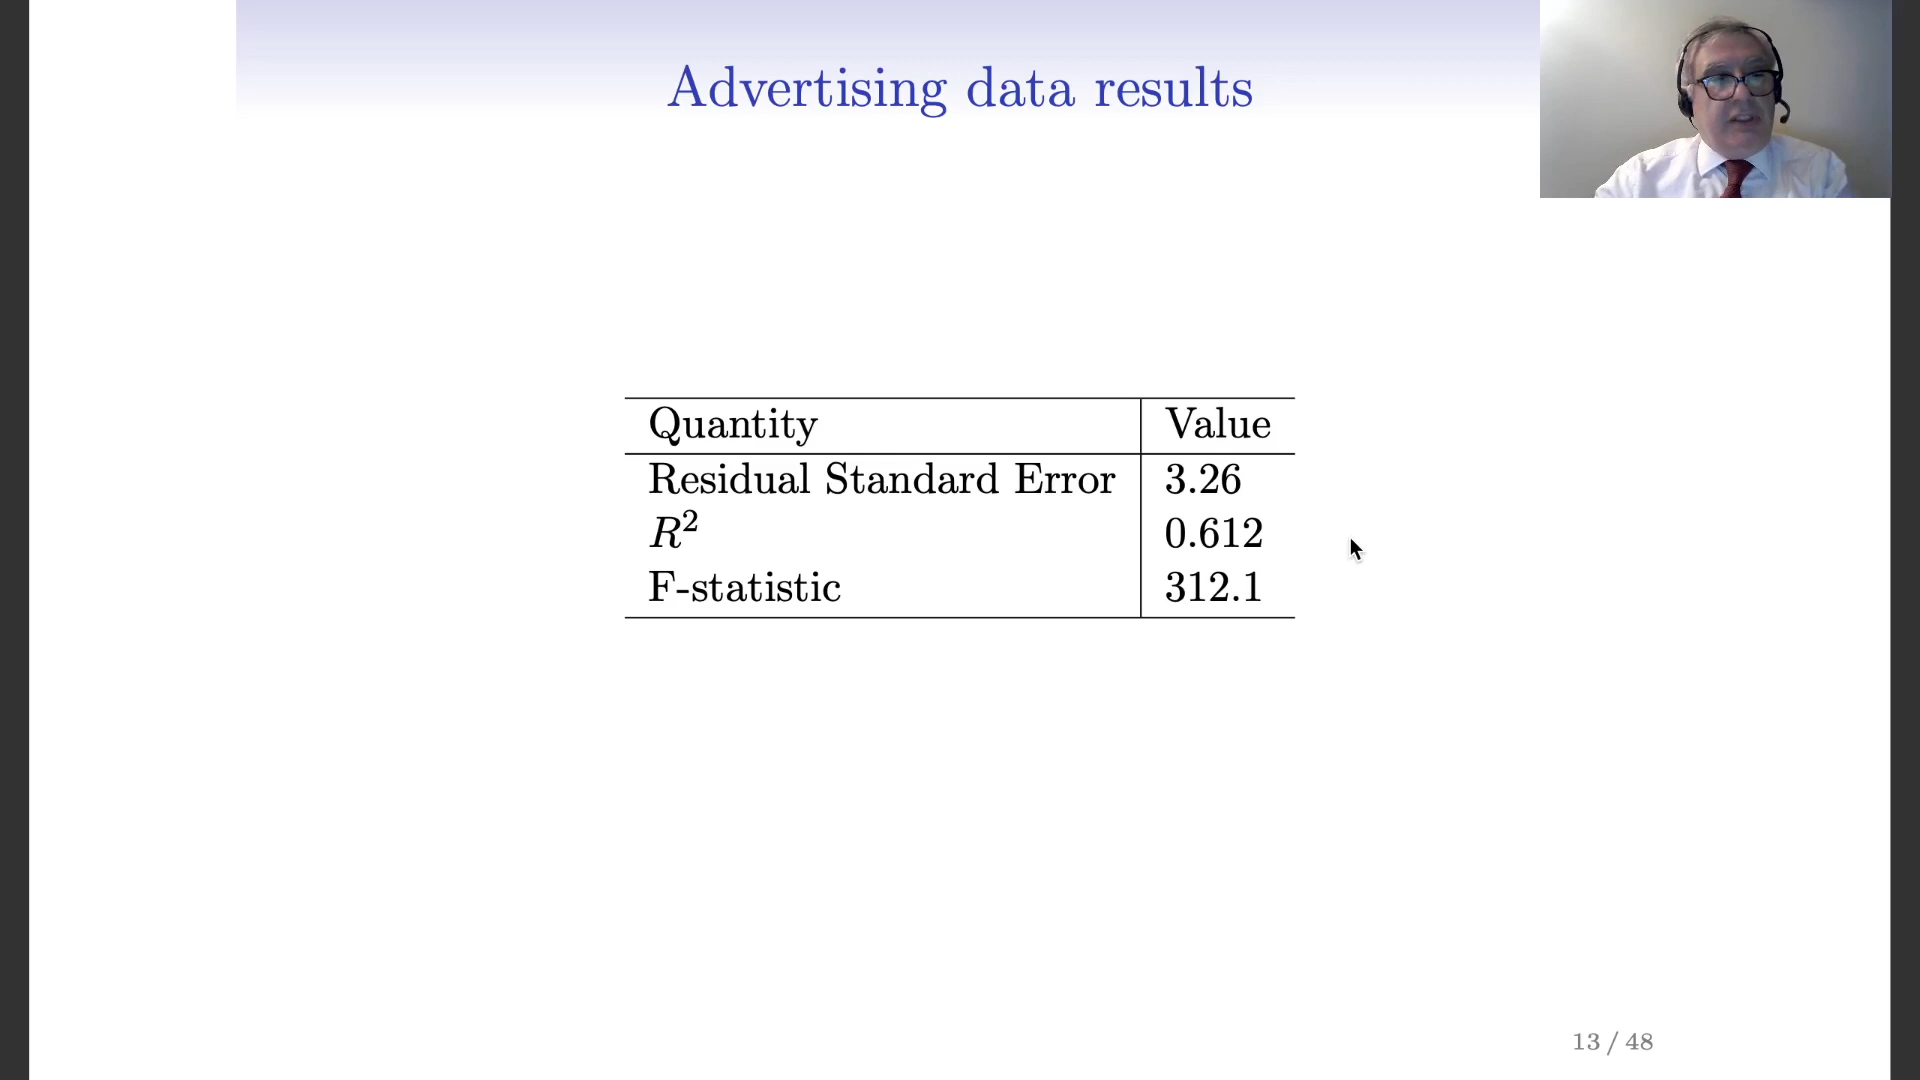 Advertising data results
Quantity Value
Residual Standard Error 3.26
R² 0.612
F-statistic 312.1
13 / 48